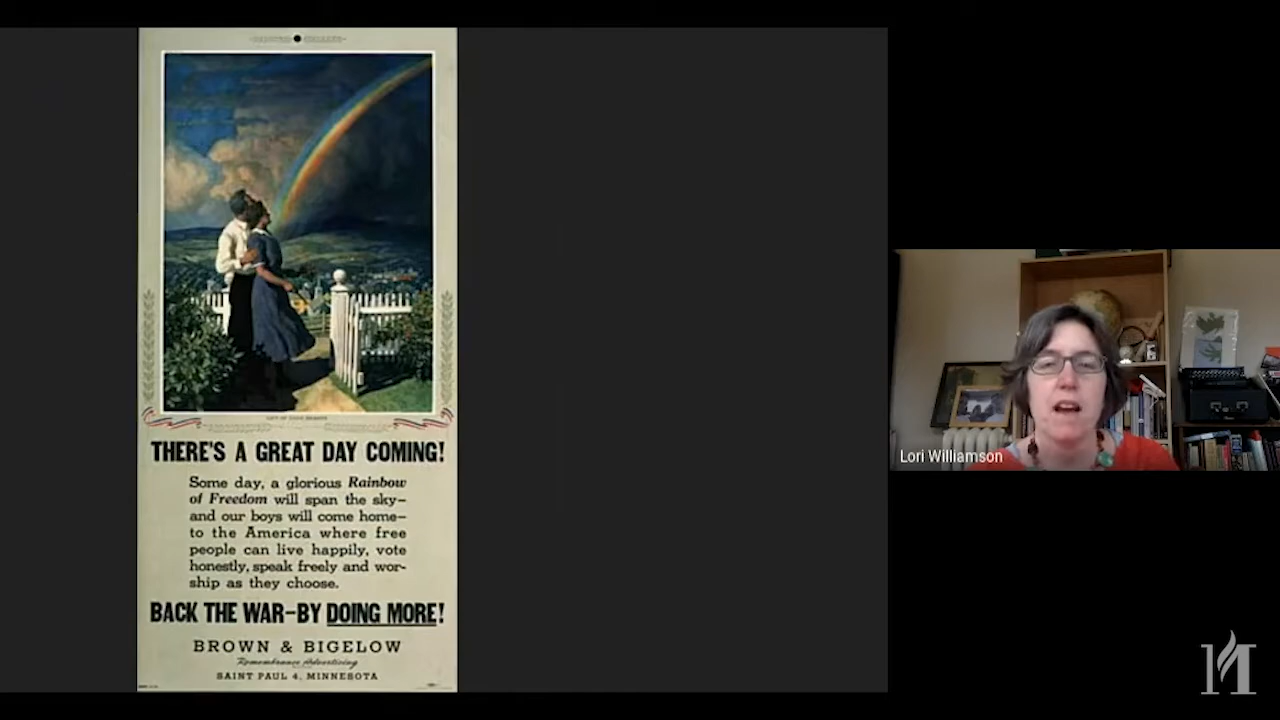 THERE'S A GREAT DAY COMING!
Some day, a glorious Rainbow
of Freedom will span the sky—
and our boys will come home—
to the America where free
people can live happily, vote
honestly, speak freely and wor-
ship as they choose.
BACK THE WAR—BY DOING MORE!
BROWN & BIGELOW
Remembrance Advertising
SAINT PAUL 4, MINNESOTA
Lori Williamson